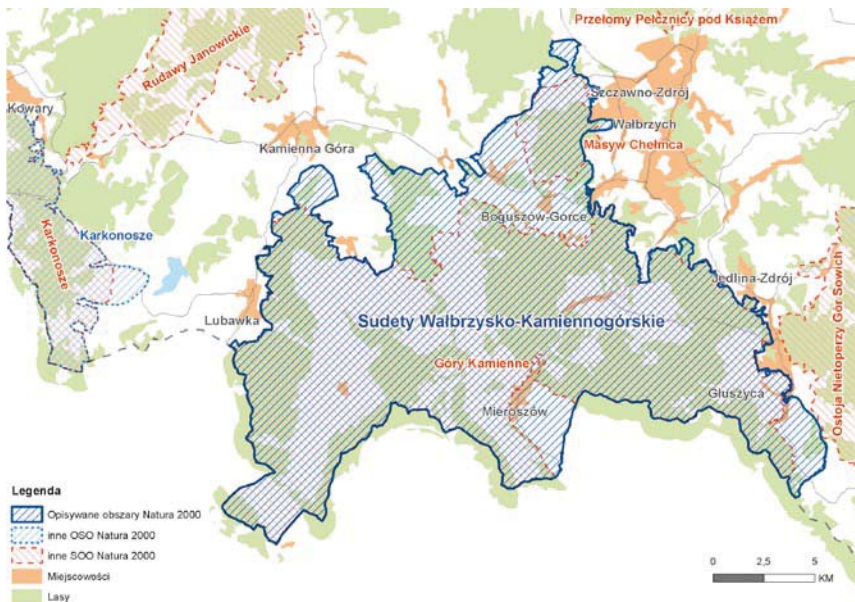 Przełomy Pełcznicy pod Książem
Rudawy Janowickie
Kowary
Szczawno-Zdrój
Kamienna Góra
Wałbrzych
Masyw Chełmca
Boguszów-Gorce
Karkonosze
Karkonosze
Jedlina-Zdrój
Lubawka
Sudety Wałbrzysko-Kamiennogórskie
Góry Kamienne
Mieroszów
Głuszyca
Ostoja Nietoperzy Gór Sowich
Legenda
Opisywane obszary Natura 2000
inne OSO Natura 2000
inne SOO Natura 2000
Miejscowości
Lasy
0 2,5 5
KM